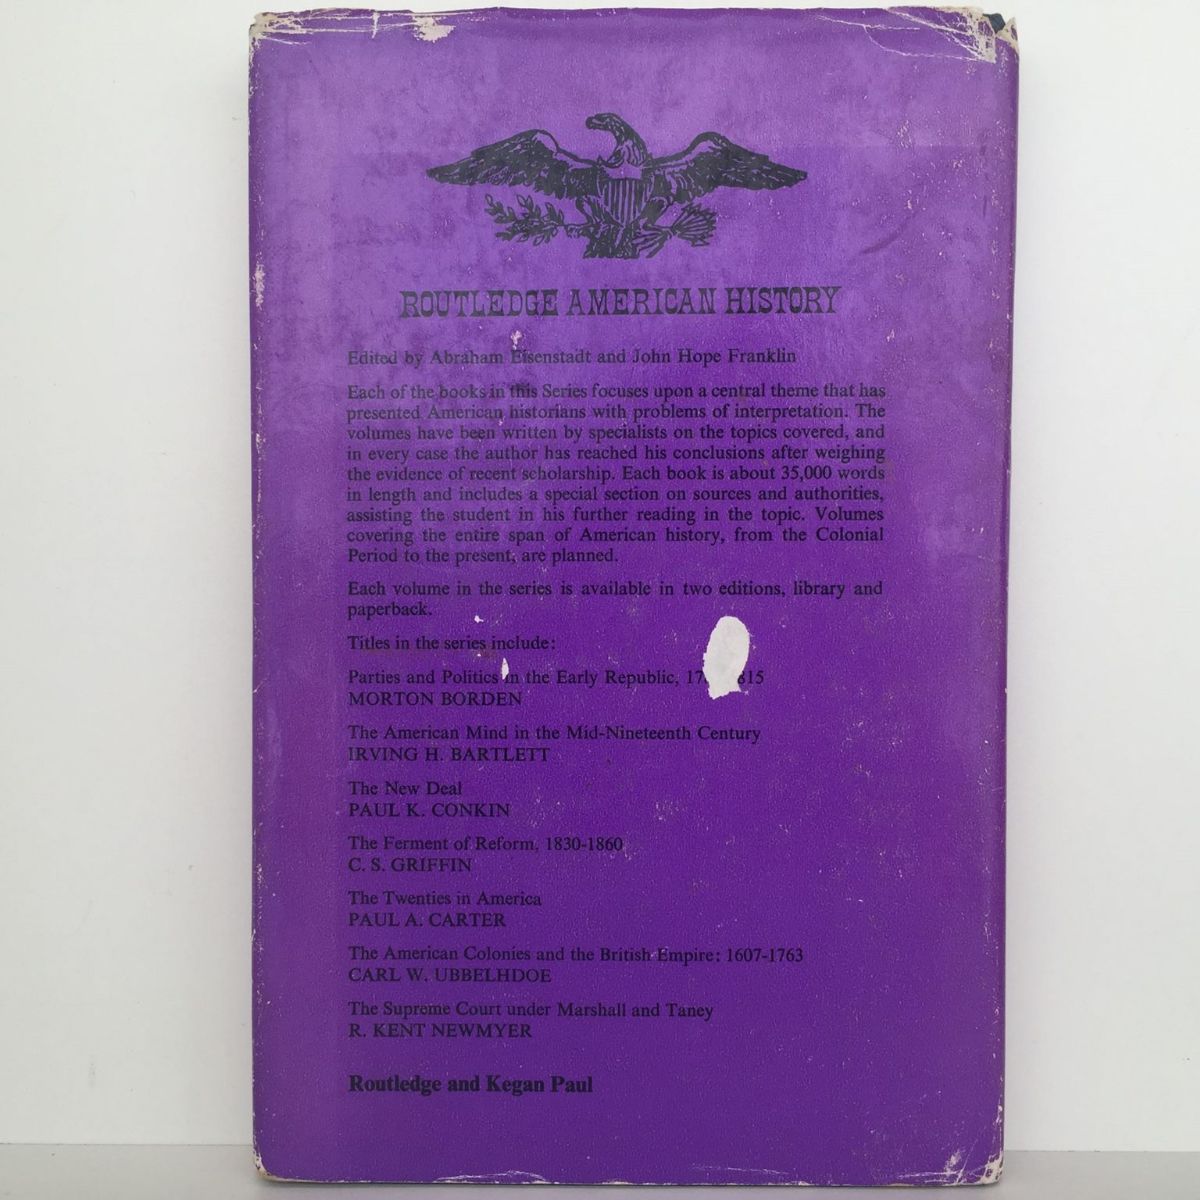 ROUTLEDGE AMERICAN HISTORY
Edited by Abraham Eisenstadt and John Hope Franklin
Each of the books in this Series focuses upon a central theme that has
presented American historians with problems of interpretation. The
volumes have been written by specialists on the topics covered, and
in every case the author has reached his conclusions after weighing
the evidence of recent scholarship. Each book is about 35,000 words
in length and includes a special section on sources and authorities,
assisting the student in his further reading in the topic. Volumes
covering the entire span of American history, from the Colonial
Period to the present, are planned.
Each volume in the series is available in two editions, library and
paperback.
Titles in the series include:
Parties and Politics in the Early Republic,
MORTON BORDEN
The American Mind in the Mid-Nineteenth Century
IRVING H. BARTLETT
The New Deal
PAUL K. CONKIN
The Ferment of Reform, 1830-1860
C. S. GRIFFIN
The Twenties in America
PAUL A. CARTER
The American Colonies and the British Empire: 1607-1763
CARL W. UBBELHDOE
The Supreme Court under Marshall and Taney
R. KENT NEWMYER
Routledge and Kegan Paul